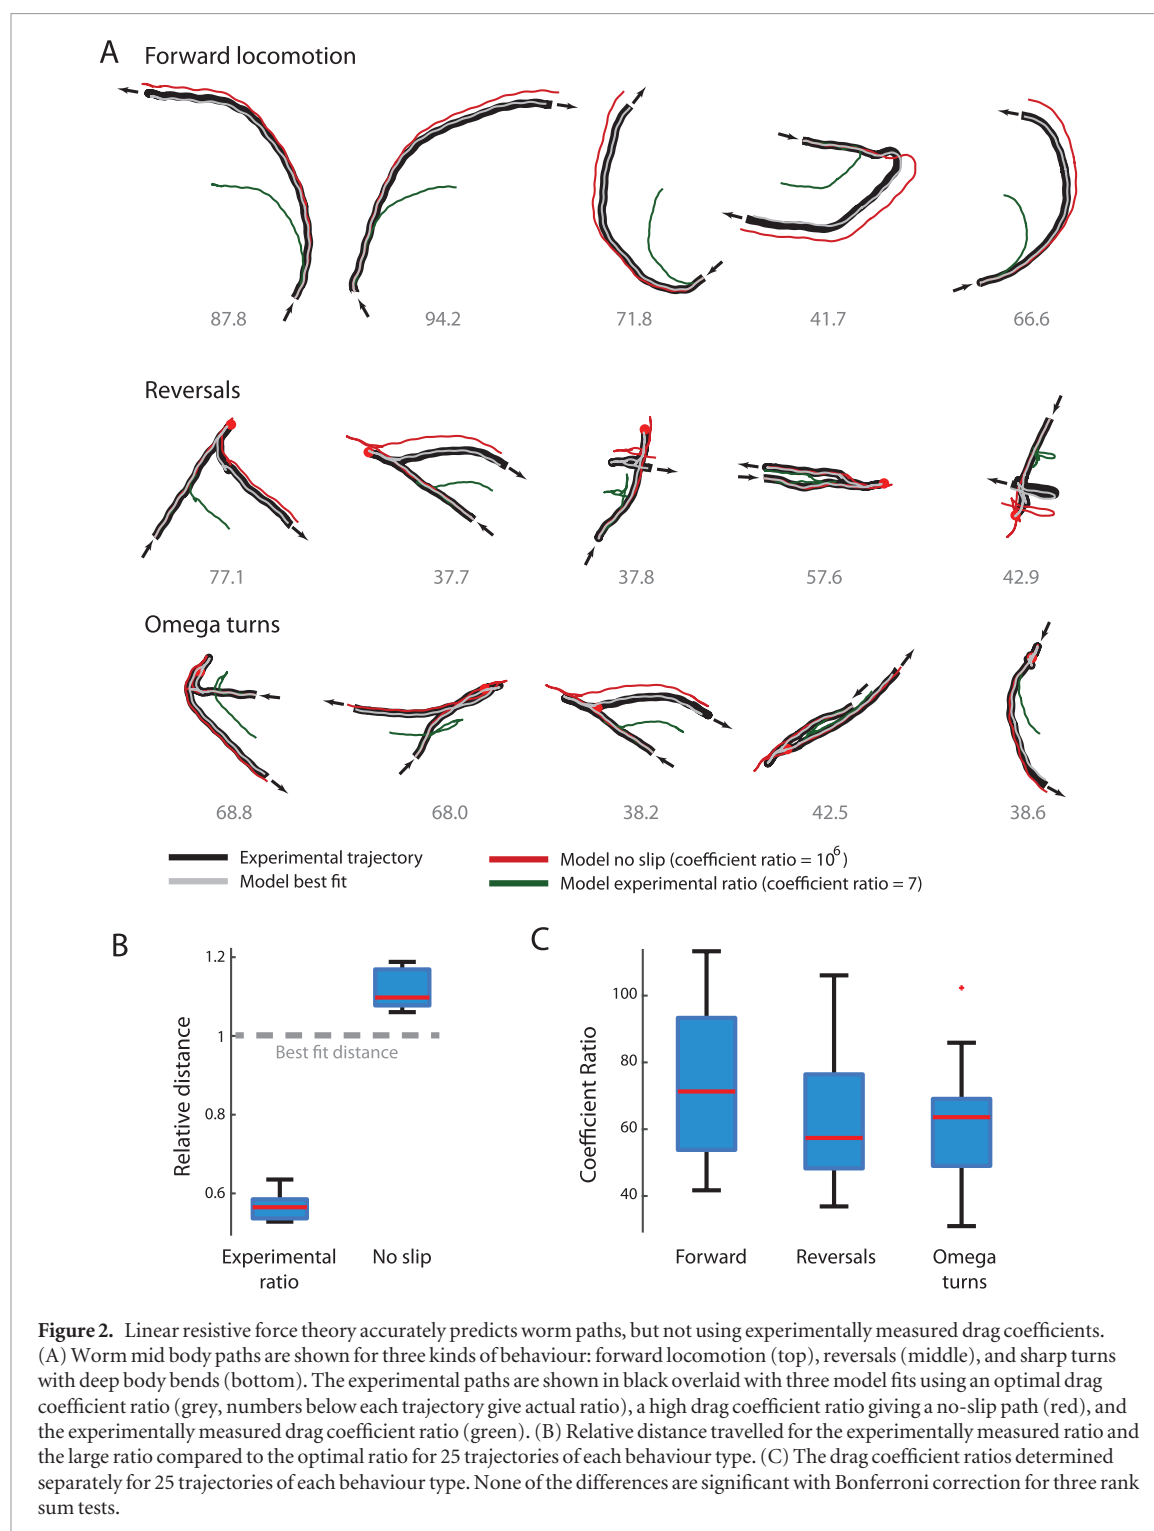 A
Forward locomotion
87.8
94.2
71.8
41.7
66.6
Reversals
77.1
37.7
37.8
57.6
42.9
Omega turns
68.8
68.0
38.2
42.5
38.6
Experimental trajectory
Model best fit
Model no slip (coefficient ratio = 10⁶)
Model experimental ratio (coefficient ratio = 7)
B
Relative distance
1.2
1
0.8
0.6
Best fit distance
Experimental
ratio
No slip
C
Coefficient Ratio
100
80
60
40
Forward
Reversals
Omega
turns
Figure 2. Linear resistive force theory accurately predicts worm paths, but not using experimentally measured drag coefficients.
(A) Worm mid body paths are shown for three kinds of behaviour: forward locomotion (top), reversals (middle), and sharp turns
with deep body bends (bottom). The experimental paths are shown in black overlaid with three model fits using an optimal drag
coefficient ratio (grey, numbers below each trajectory give actual ratio), a high drag coefficient ratio giving a no-slip path (red), and
the experimentally measured drag coefficient ratio (green). (B) Relative distance travelled for the experimentally measured ratio and
the large ratio compared to the optimal ratio for 25 trajectories of each behaviour type. (C) The drag coefficient ratios determined
separately for 25 trajectories of each behaviour type. None of the differences are significant with Bonferroni correction for three rank
sum tests.